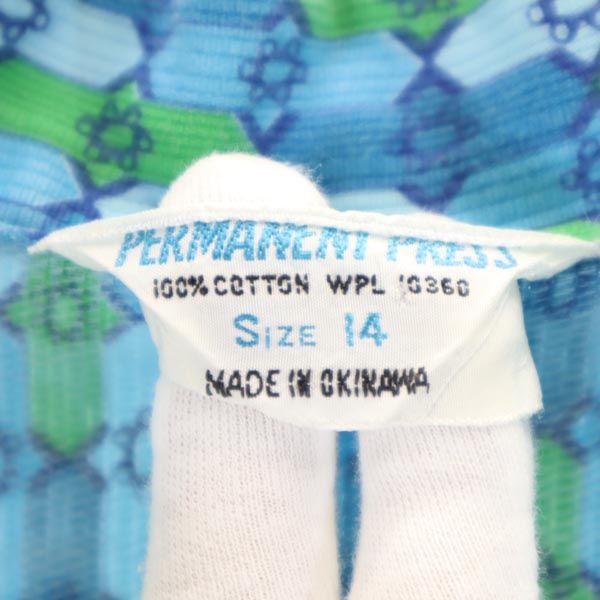 PERMANENT PRESS
100% COTTON WPL 10360
SIZE 14
MADE IN OKINAWA